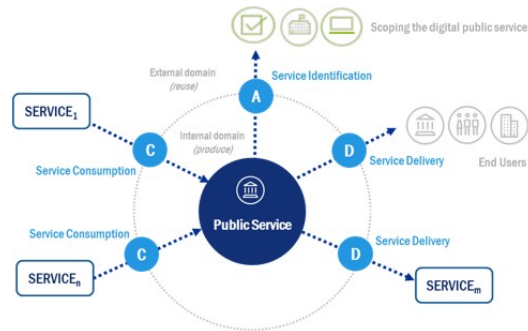 Scoping the digital public service
External domain
(reuse)
Service Identification
A
SERVICE1
Internal domain
(produce)
C
D
Service Consumption
Service Delivery
End Users
Public Service
Service Consumption
Service Delivery
C
D
SERVICEn
SERVICEm